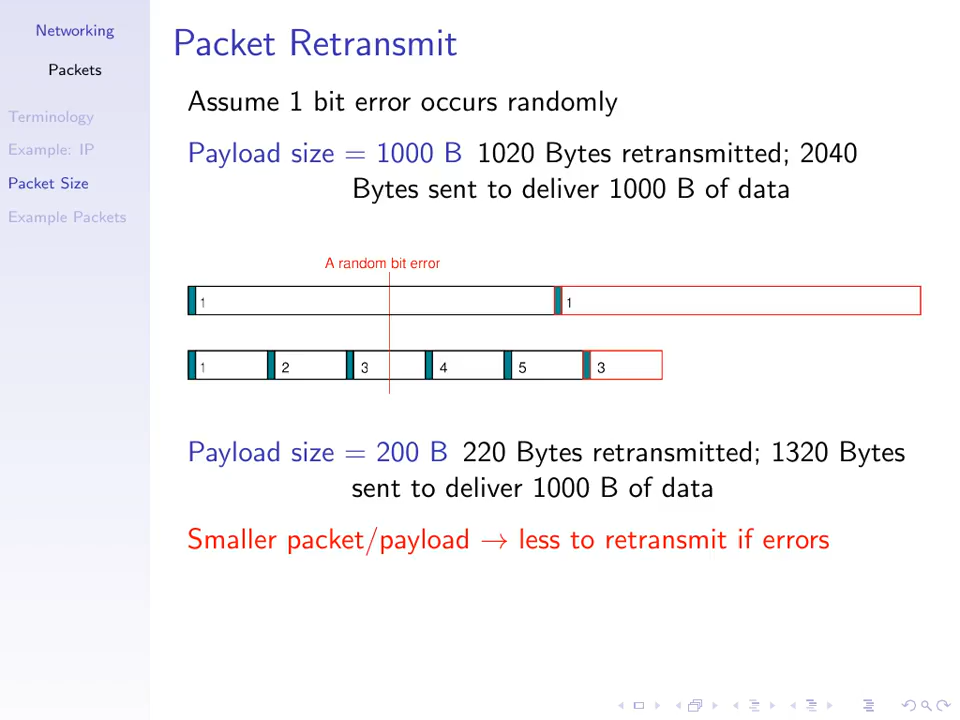 Networking
Packets
Terminology
Example: IP
Packet Size
Example Packets
Packet Retransmit
Assume 1 bit error occurs randomly
Payload size = 1000 B 1020 Bytes retransmitted; 2040
Bytes sent to deliver 1000 B of data
A random bit error
1 1
1 2 3 4 5 3
Payload size = 200 B 220 Bytes retransmitted; 1320 Bytes
sent to deliver 1000 B of data
Smaller packet/payload → less to retransmit if errors